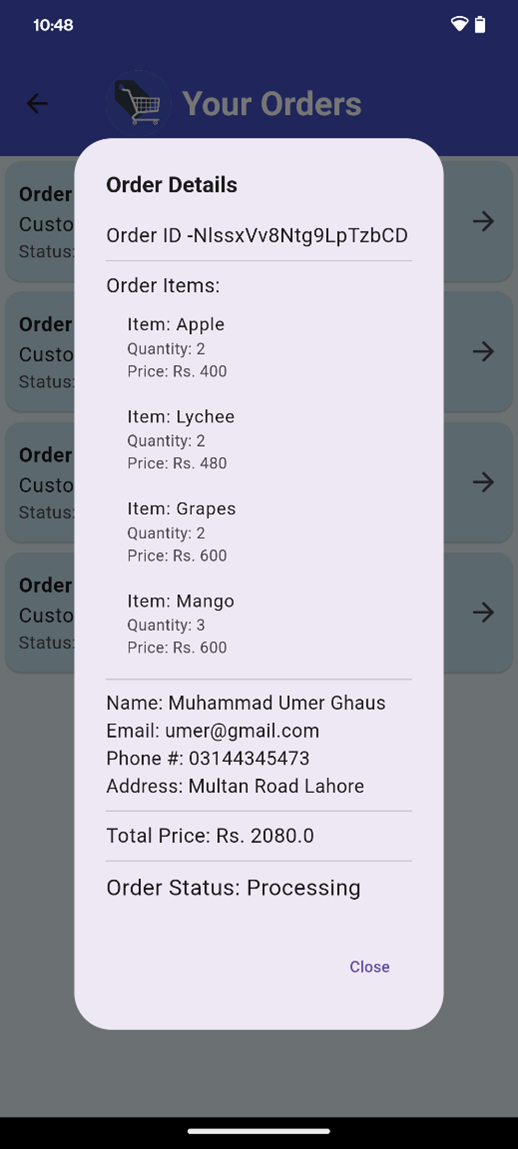 10:48
Your Orders
Order Details
Order ID -NlssxVv8Ntg9LpTzbCD
Order Items:
Item: Apple
Quantity: 2
Price: Rs. 400
Item: Lychee
Quantity: 2
Price: Rs. 480
Item: Grapes
Quantity: 2
Price: Rs. 600
Item: Mango
Quantity: 3
Price: Rs. 600
Name: Muhammad Umer Ghaus
Email: umer@gmail.com
Phone #: 03144345473
Address: Multan Road Lahore
Total Price: Rs. 2080.0
Order Status: Processing
Close
Order
Custo
Status:
Order
Custo
Status:
Order
Custo
Status:
Order
Custo
Status: